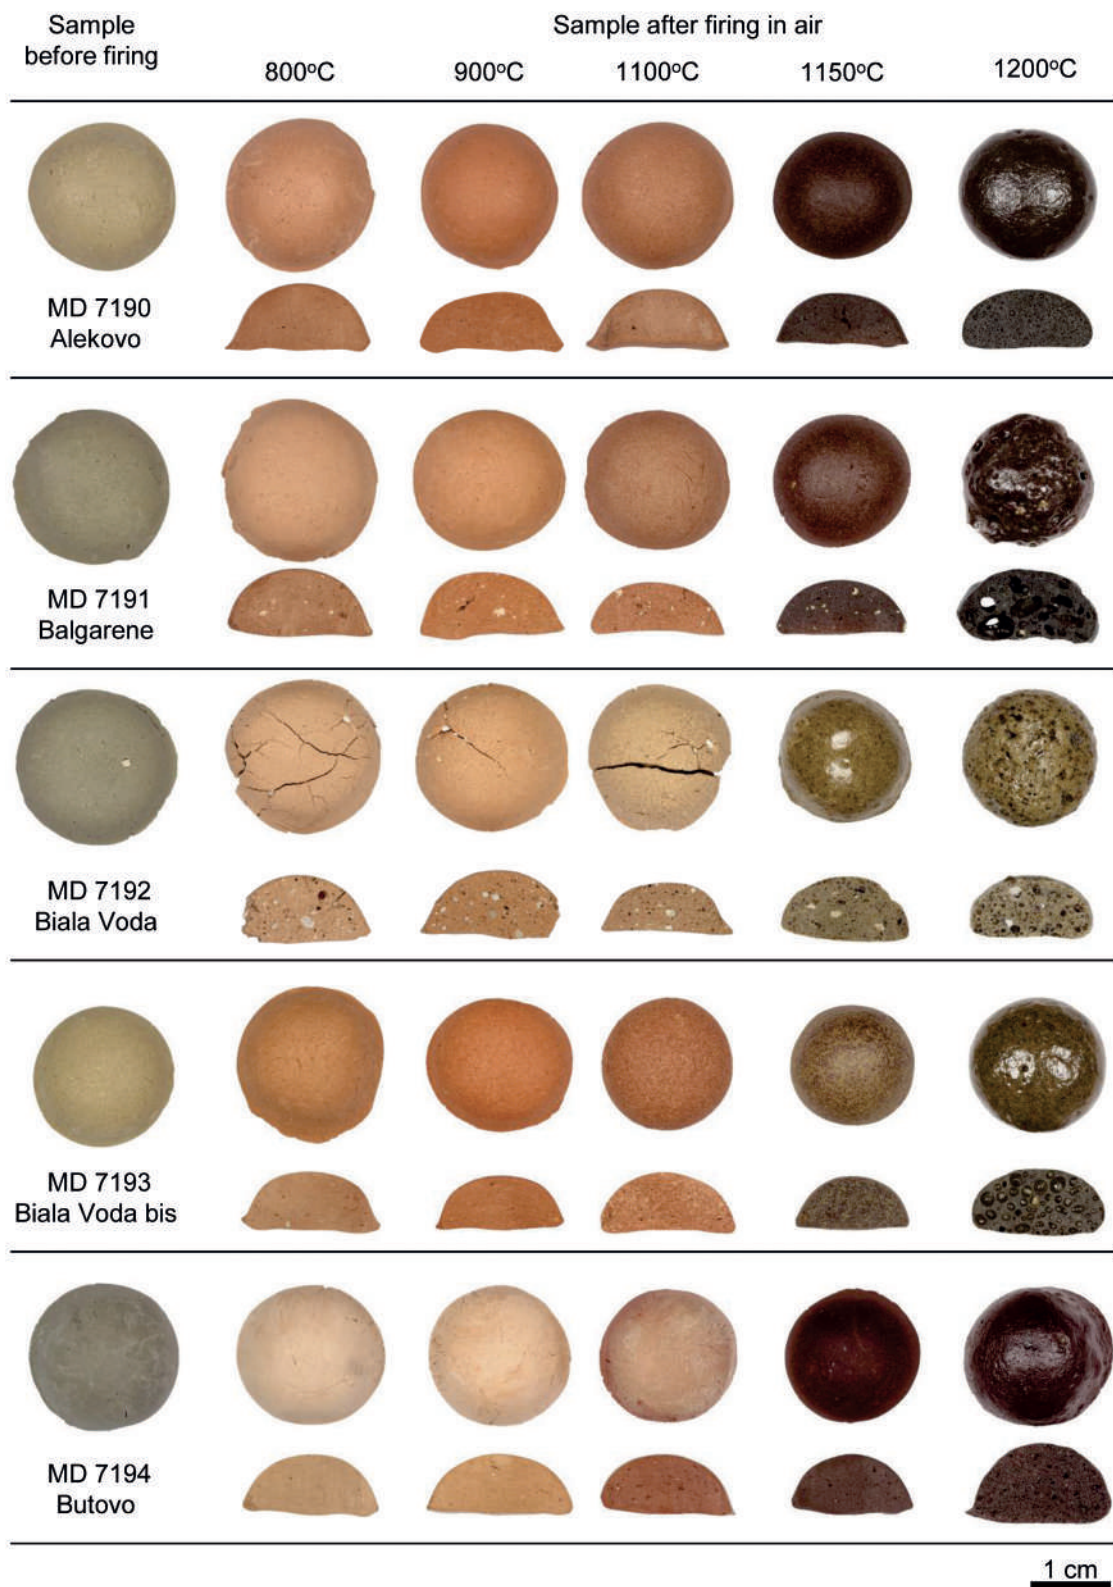 Sample
before firing
Sample after firing in air
800°C
900°C
1100°C
1150°C
1200°C
MD 7190
Alekovo
MD 7191
Balgarene
MD 7192
Biala Voda
MD 7193
Biala Voda bis
MD 7194
Butovo
1 cm